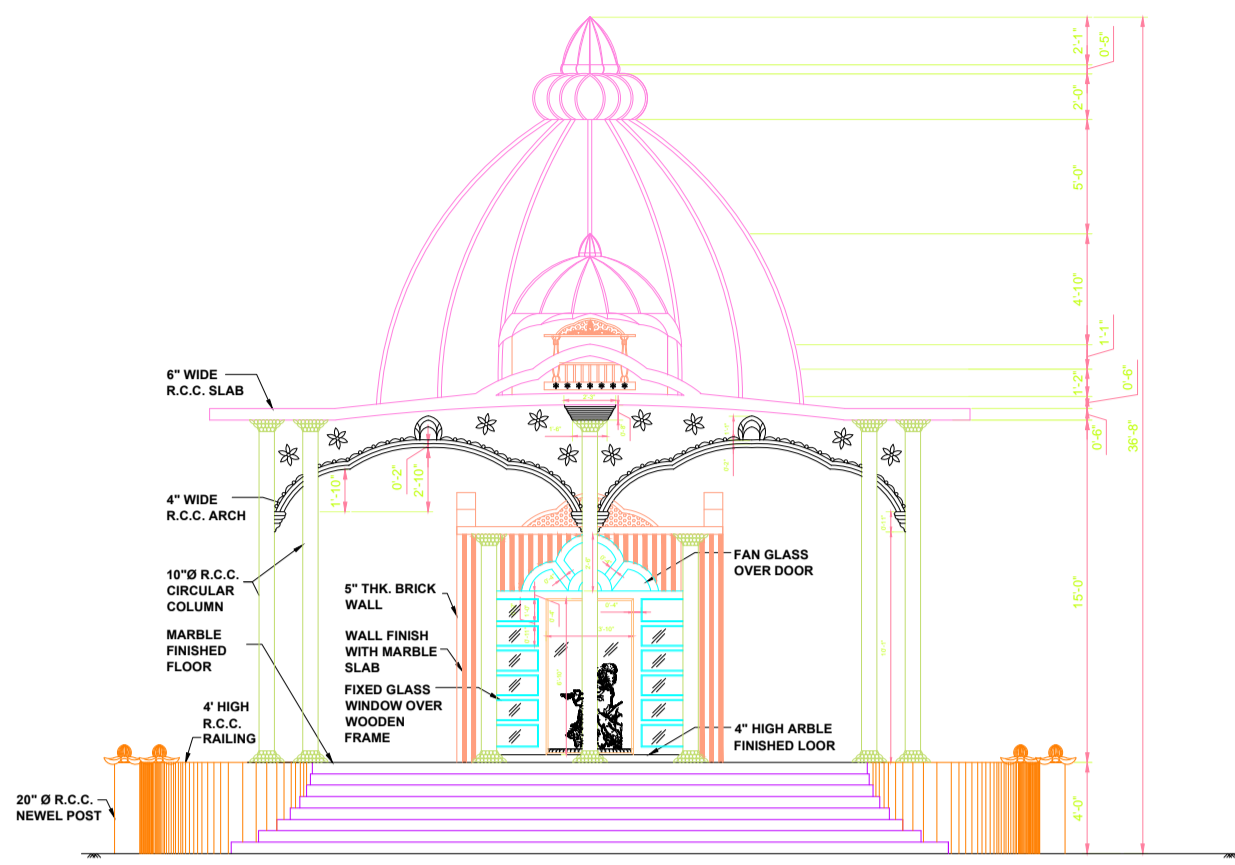 2'-1"
0'-5"
2'-0"
5'-0"
4'-10"
1'-1"
1'-2"
0'-6"
0'-6"
36'-8"
15'-0"
4'-0"
6" WIDE
R.C.C. SLAB
4" WIDE
R.C.C. ARCH
1'-10"
0'-2"
2'-10"
10"Ø R.C.C.
CIRCULAR
COLUMN
MARBLE
FINISHED
FLOOR
4' HIGH
R.C.C.
RAILING
20" Ø R.C.C.
NEWEL POST
5" THK. BRICK
WALL
WALL FINISH
WITH MARBLE
SLAB
FIXED GLASS
WINDOW OVER
WOODEN
FRAME
FAN GLASS
OVER DOOR
4" HIGH ARBLE
FINISHED LOOR